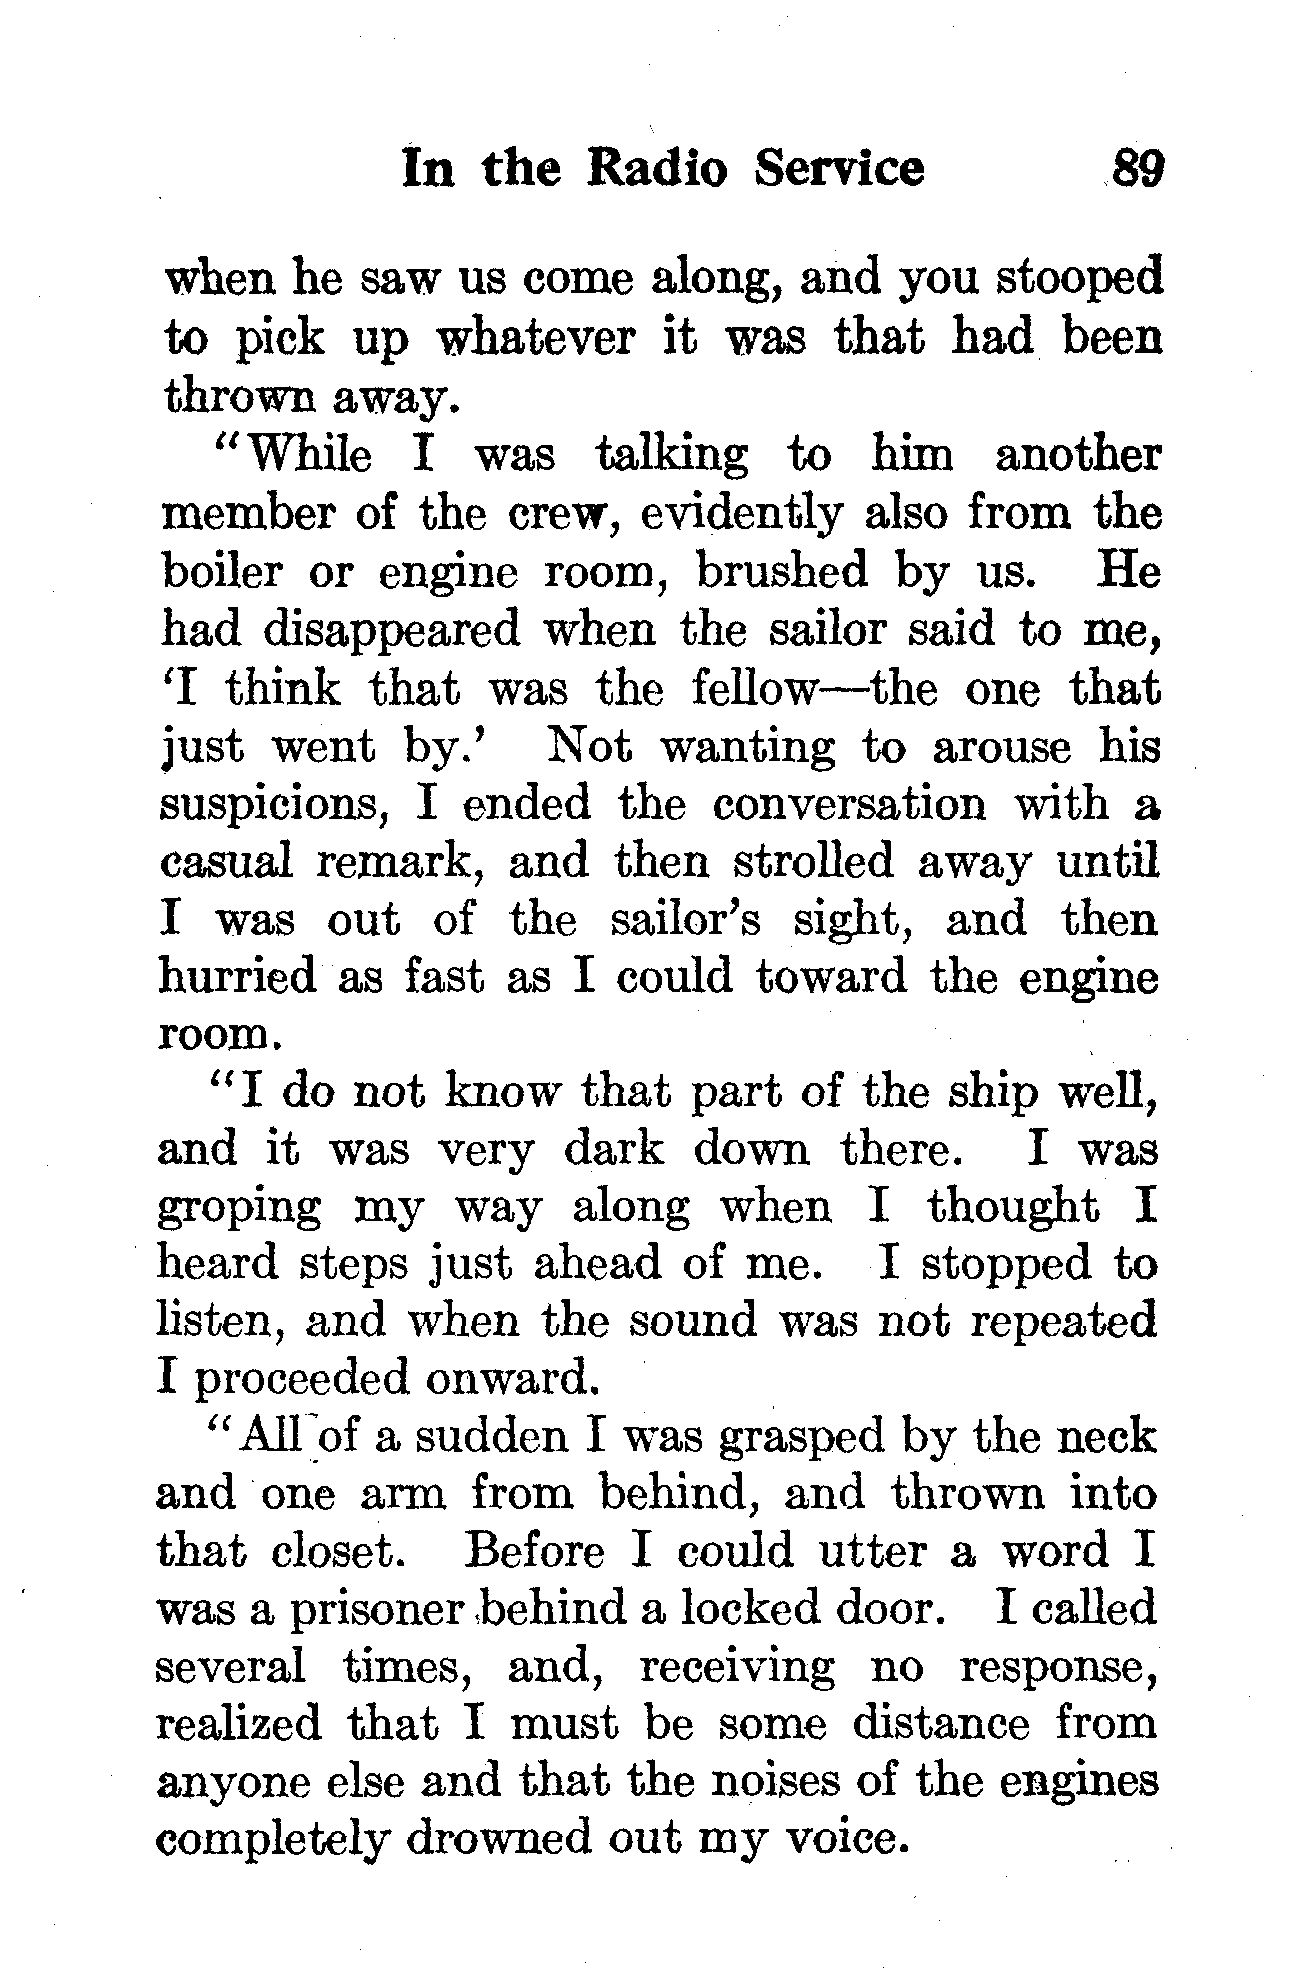 In the Radio Service 89
when he saw us come along, and you stooped
to pick up whatever it was that had been
thrown away.
“While I was talking to him another
member of the crew, evidently also from the
boiler or engine room, brushed by us. He
had disappeared when the sailor said to me,
‘I think that was the fellow—the one that
just went by.’ Not wanting to arouse his
suspicions, I ended the conversation with a
casual remark, and then strolled away until
I was out of the sailor’s sight, and then
hurried as fast as I could toward the engine
room.
“I do not know that part of the ship well,
and it was very dark down there. I was
groping my way along when I thought I
heard steps just ahead of me. I stopped to
listen, and when the sound was not repeated
I proceeded onward.
“All of a sudden I was grasped by the neck
and one arm from behind, and thrown into
that closet. Before I could utter a word I
was a prisoner behind a locked door. I called
several times, and, receiving no response,
realized that I must be some distance from
anyone else and that the noises of the engines
completely drowned out my voice.